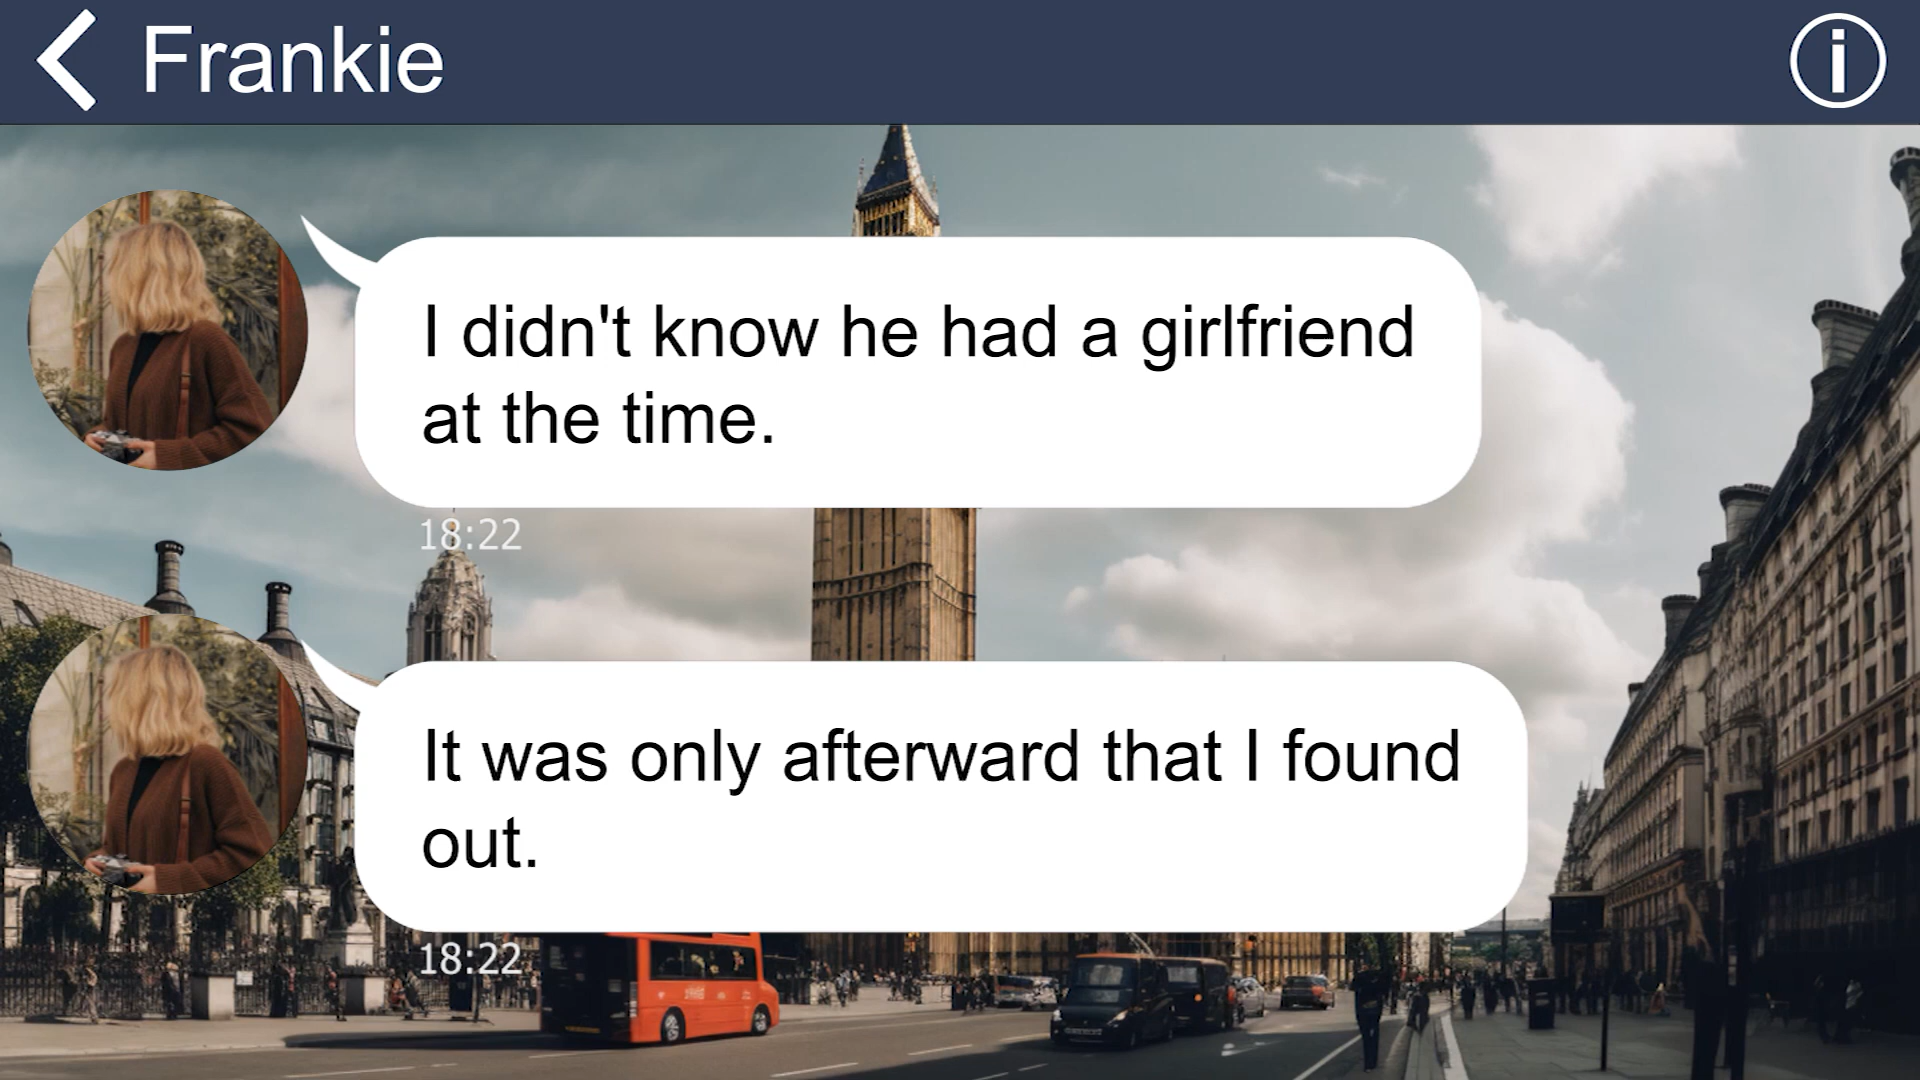 Frankie
I didn't know he had a girlfriend
at the time.
18:22
It was only afterward that I found
out.
18:22